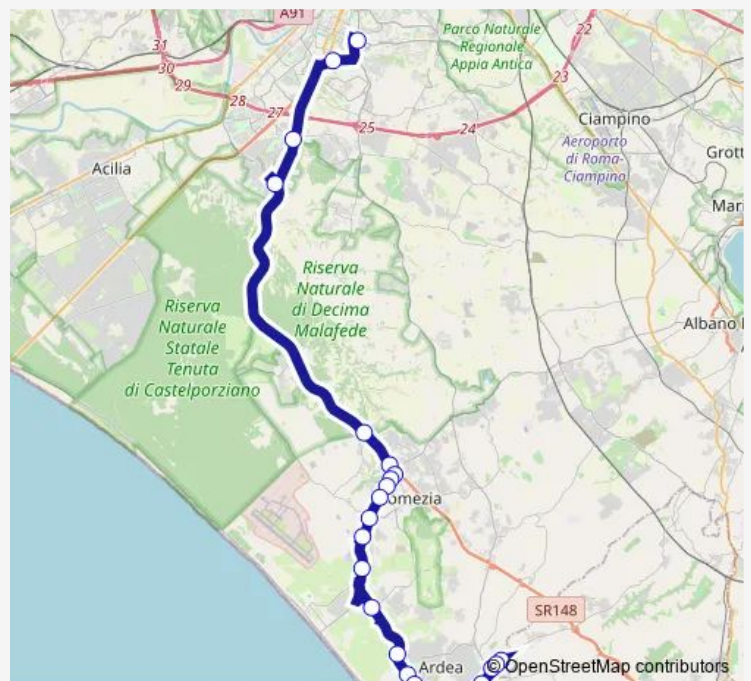 A91
Parco Naturale
Regionale
Appia Antica
22
31
30
29
28
27
23
25
24
Ciampino
Aeroporto
di Roma-
Ciampino
Acilia
Grott
Mari
Riserva
Naturale
di Decima
Malafede
Riserva
Naturale
Statale
Tenuta
di Castelporziano
Albano
omezia
SR148
Ardea
© OpenStreetMap contributors